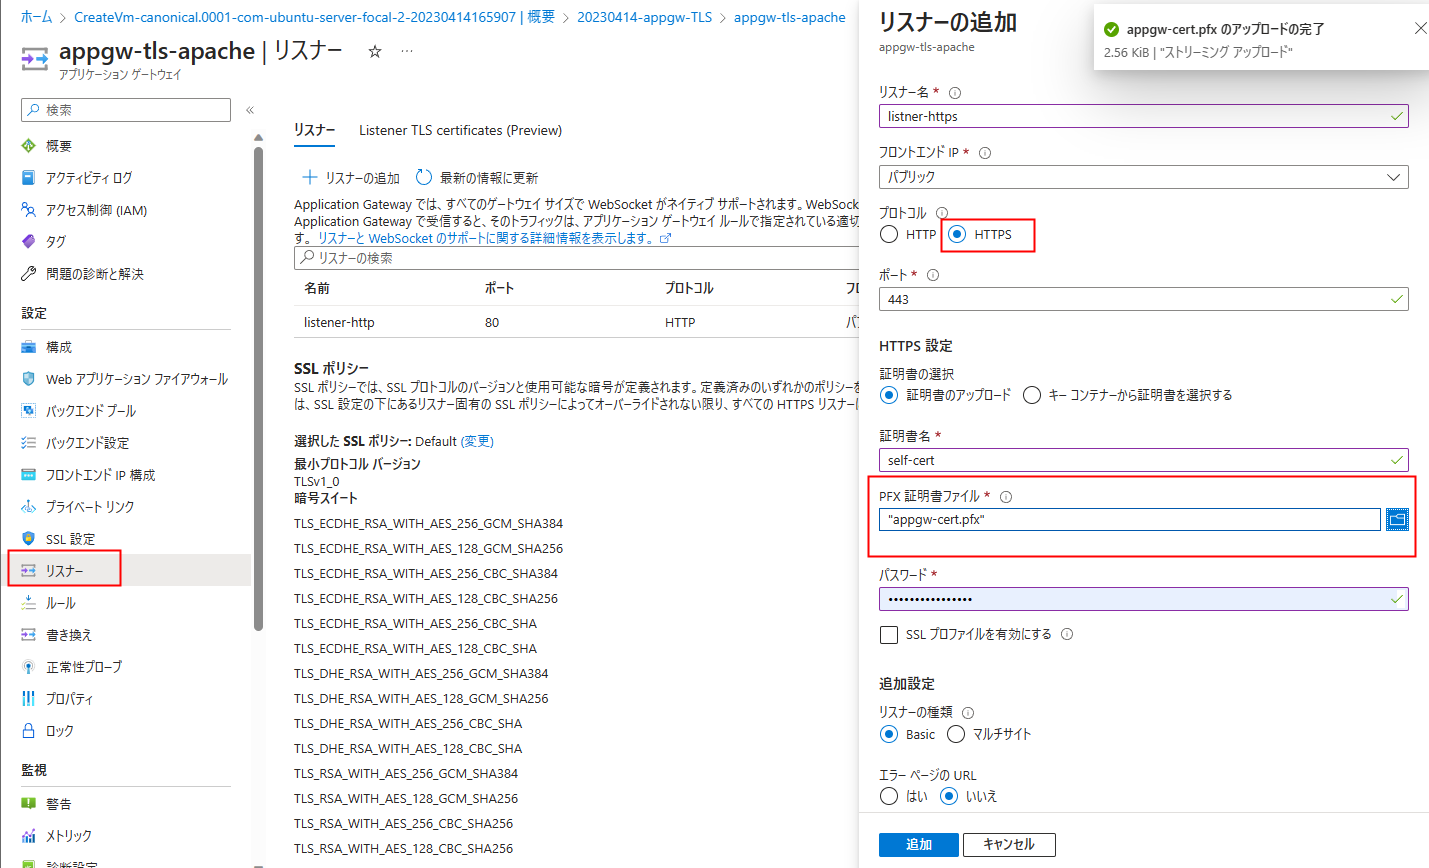 ホーム > CreateVm-canonical.0001-com-ubuntu-server-focal-2-20230414165907 | 概要 > 20230414-appgw-TLS > appgw-tls-apache
appgw-tls-apache | リスナー ☆ …
アプリケーション ゲートウェイ
検索
«
概要
アクティビティ ログ
アクセス制御 (IAM)
タグ
問題の診断と解決
設定
構成
Web アプリケーション ファイアウォール
バックエンド プール
バックエンド設定
フロントエンド IP 構成
プライベート リンク
SSL 設定
リスナー
ルール
書き換え
正常性プローブ
プロパティ
ロック
監視
警告
メトリック
診断設定
リスナー
Listener TLS certificates (Preview)
リスナーの追加
最新の情報に更新
Application Gateway では、すべてのゲートウェイ サイズで WebSocket がネイティブ サポートされます。WebSock
Application Gateway で受信すると、そのトラフィックは、アプリケーション ゲートウェイ ルールで指定されている適切
す。 リスナーと WebSocket のサポートに関する詳細情報を表示します。
リスナーの検索
名前 ポート プロトコル
listener-http 80 HTTP
SSL ポリシー
SSL ポリシーでは、SSL プロトコルのバージョンと使用可能な暗号が定義されます。定義済みのいずれかのポリシーを
は、SSL 設定の下にあるリスナー固有の SSL ポリシーによってオーバーライドされない限り、すべての HTTPS リスナーに
選択した SSL ポリシー: Default (変更)
最小プロトコル バージョン
TLSv1_0
暗号スイート
TLS_ECDHE_RSA_WITH_AES_256_GCM_SHA384
TLS_ECDHE_RSA_WITH_AES_128_GCM_SHA256
TLS_ECDHE_RSA_WITH_AES_256_CBC_SHA384
TLS_ECDHE_RSA_WITH_AES_128_CBC_SHA256
TLS_ECDHE_RSA_WITH_AES_256_CBC_SHA
TLS_ECDHE_RSA_WITH_AES_128_CBC_SHA
TLS_DHE_RSA_WITH_AES_256_GCM_SHA384
TLS_DHE_RSA_WITH_AES_128_GCM_SHA256
TLS_DHE_RSA_WITH_AES_256_CBC_SHA
TLS_DHE_RSA_WITH_AES_128_CBC_SHA
TLS_RSA_WITH_AES_256_GCM_SHA384
TLS_RSA_WITH_AES_128_GCM_SHA256
TLS_RSA_WITH_AES_256_CBC_SHA256
TLS_RSA_WITH_AES_128_CBC_SHA256
リスナーの追加
appgw-tls-apache
appgw-cert.pfx のアップロードの完了
2.56 KiB | "ストリーミング アップロード"
リスナー名 *
listner-https
フロントエンド IP *
パブリック
プロトコル
HTTP HTTPS
ポート *
443
HTTPS 設定
証明書の選択
証明書のアップロード キー コンテナーから証明書を選択する
証明書名 *
self-cert
PFX 証明書ファイル *
"appgw-cert.pfx"
パスワード *
••••••••••••••••
SSL プロファイルを有効にする
追加設定
リスナーの種類
Basic マルチサイト
エラー ページの URL
はい いいえ
追加 キャンセル